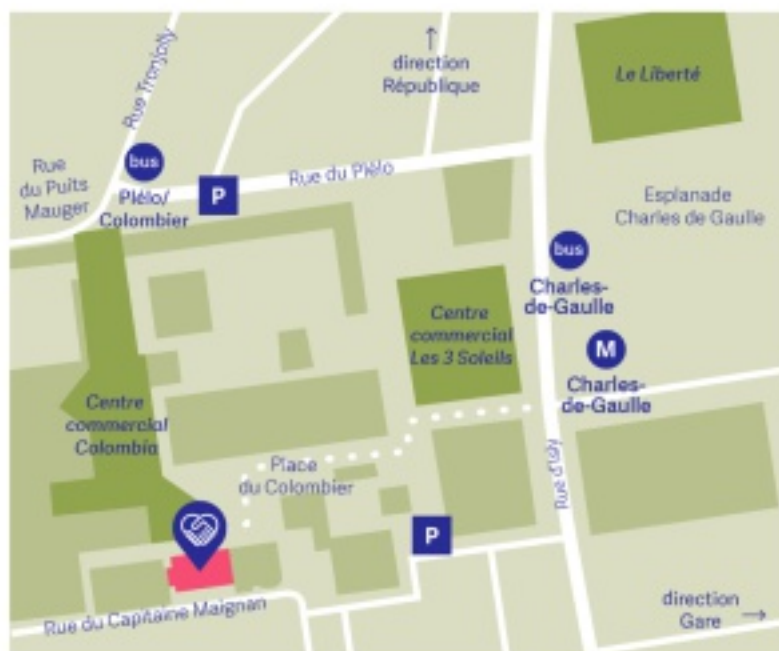 Rue Tronjolly
direction
République
Le Liberté
bus
Rue
du Puits
Mauger
Plélo/
Colombier
P
Rue du Plélo
Esplanade
Charles de Gaulle
bus
Charles-
de-Gaulle
M
Charles-
de-Gaulle
Centre
commercial
Les 3 Soleils
Centre
commercial
Colombia
Place
du Colombier
Rue d'Isly
P
Rue du Capitaine Maignan
direction
Gare